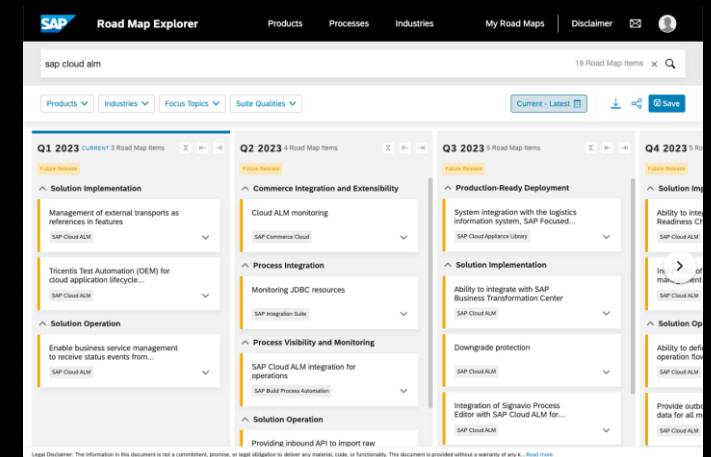 SAP Road Map Explorer Products Processes Industries My Road Maps Disclaimer
sap cloud alm 19 Road Map Items
Products Industries Focus Topics Suite Qualities Current - Latest Save
Q1 2023 CURRENT 3 Road Map Items
Future Release
Solution Implementation
Management of external transports as
references in features
SAP Cloud ALM
Tricentis Test Automation (OEM) for
cloud application lifecycle...
SAP Cloud ALM
Solution Operation
Enable business service management
to receive status events from...
SAP Cloud ALM
Q2 2023 4 Road Map Items
Future Release
Commerce Integration and Extensibility
Cloud ALM monitoring
SAP Commerce Cloud
Process Integration
Monitoring JDBC resources
SAP Integration Suite
Process Visibility and Monitoring
SAP Cloud ALM integration for
operations
SAP Build Process Automation
Solution Operation
Providing inbound API to import raw
Q3 2023 5 Road Map Items
Future Release
Production-Ready Deployment
System integration with the logistics
information system, SAP Focused...
SAP Cloud Appliance Library
Solution Implementation
Ability to integrate with SAP
Business Transformation Center
SAP Cloud ALM
Downgrade protection
SAP Cloud ALM
Integration of Signavio Process
Editor with SAP Cloud ALM for...
SAP Cloud ALM
Q4 2023 5 Ro
Future Release
Solution Imp
Ability to inte
Readiness Ch
SAP Cloud ALM
SAP Cloud ALM
Solution Op
Ability to defi
operation flow
SAP Cloud ALM
Provide outbo
data for all m
SAP Cloud ALM
Legal Disclaimer: The information in this document is not a commitment, promise, or legal obligation to deliver any material, code, or functionality. This document is provided without a warranty of any k... Read more